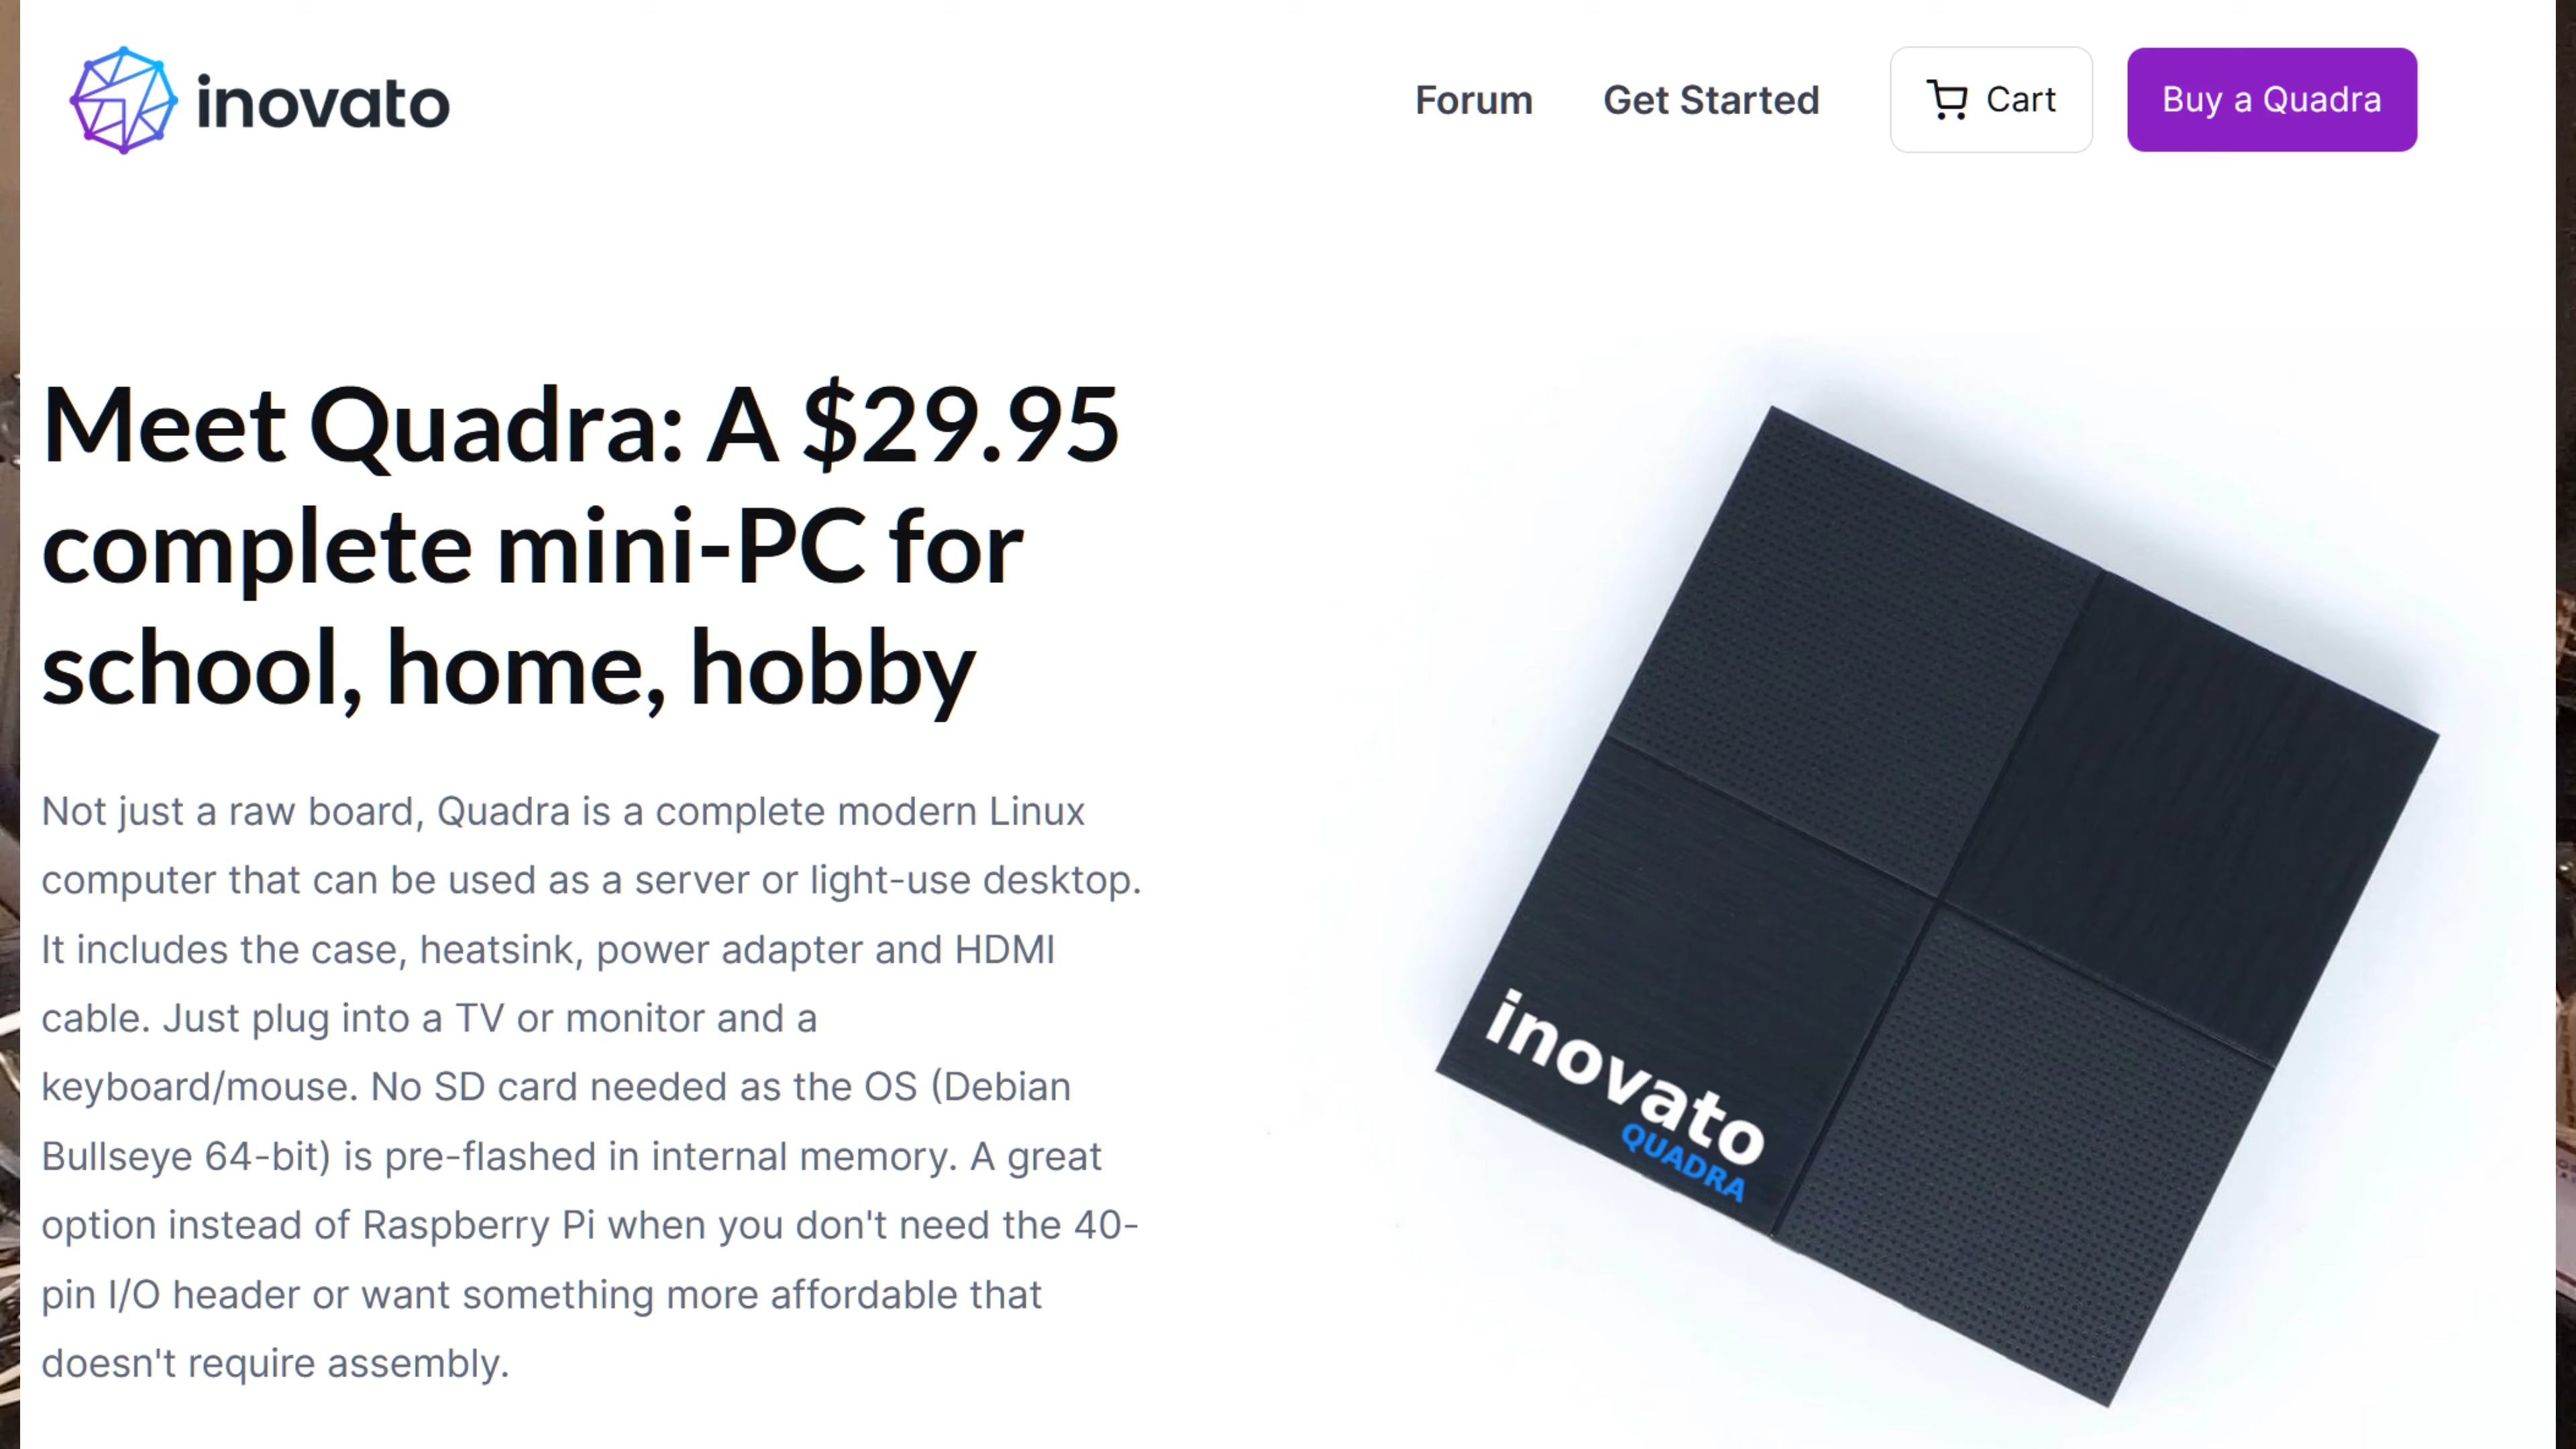 inovato
Forum
Get Started
Cart
Buy a Quadra
Meet Quadra: A $29.95
complete mini-PC for
school, home, hobby
Not just a raw board, Quadra is a complete modern Linux
computer that can be used as a server or light-use desktop.
It includes the case, heatsink, power adapter and HDMI
cable. Just plug into a TV or monitor and a
keyboard/mouse. No SD card needed as the OS (Debian
Bullseye 64-bit) is pre-flashed in internal memory. A great
option instead of Raspberry Pi when you don't need the 40-
pin I/O header or want something more affordable that
doesn't require assembly.
inovato
QUADRA